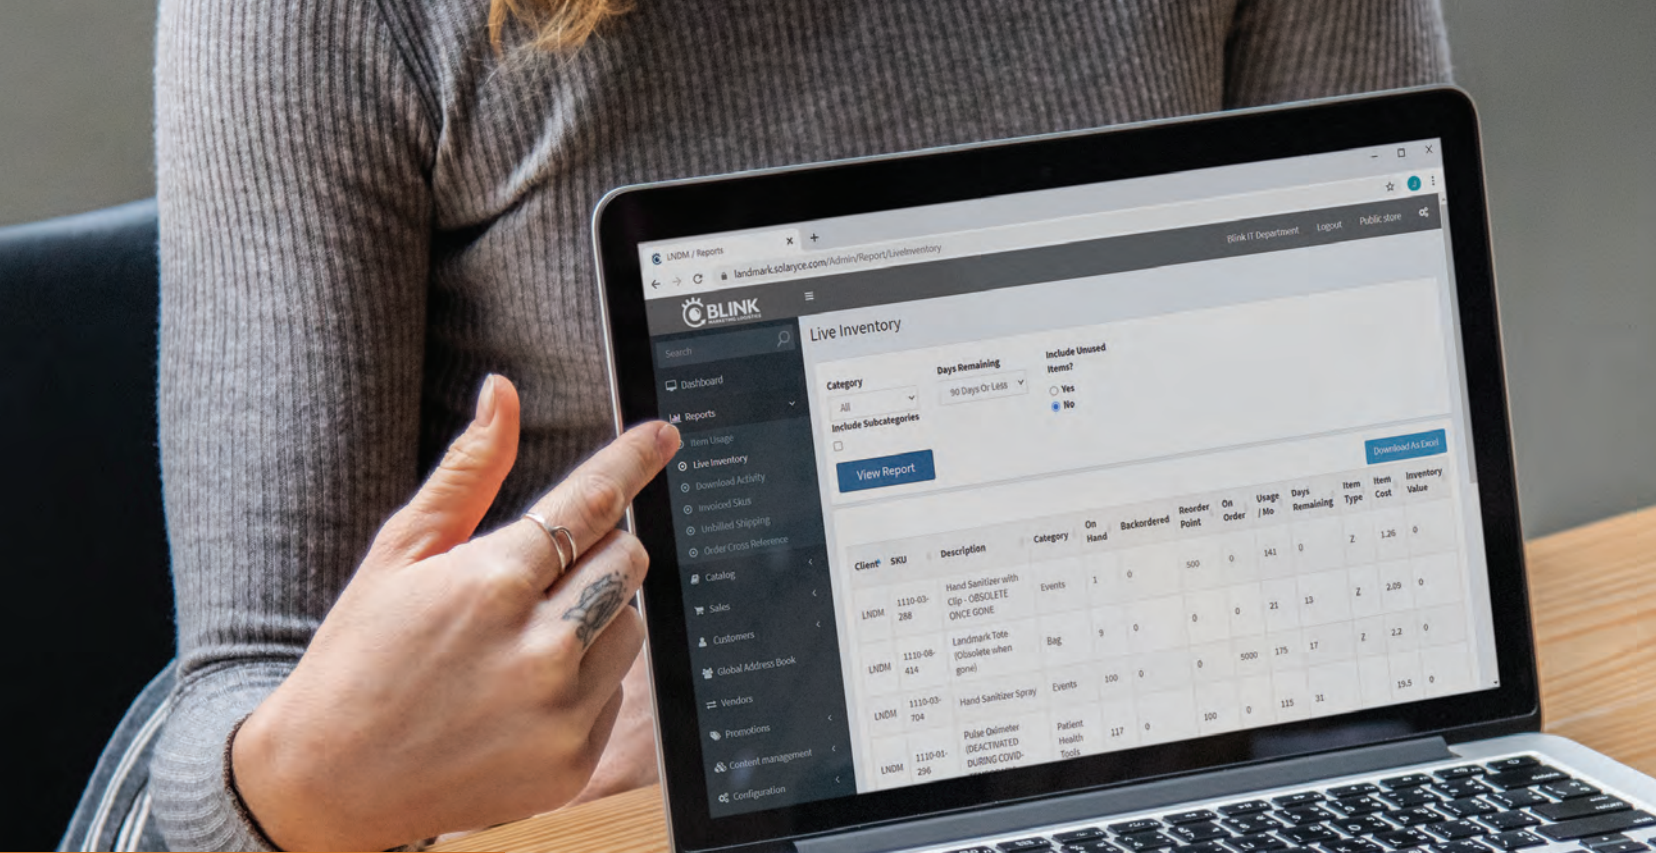 LNDM / Reports
landmark.solaryce.com/Admin/Report/LiveInventory
Blink IT Department Logout Public store
BLINK
MARKETING LOGISTICS
Search
Dashboard
Reports
Item Usage
Live Inventory
Download Activity
Invoiced Skus
Unbilled Shipping
Order Cross Reference
Catalog
Sales
Customers
Global Address Book
Vendors
Promotions
Content management
Configuration
Live Inventory
Category
All
Include Subcategories
Days Remaining
90 Days Or Less
Include Unused
Items?
Yes
No
View Report
Download As Excel
Client SKU Description Category On Hand Backordered Reorder Point On Order Usage / Mo Days Remaining Item Type Item Cost Inventory Value
LNDM 1110-03-288 Hand Sanitizer with Clip - OBSOLETE ONCE GONE Events 1 0 500 0 141 0 Z 1.26 0
LNDM 1110-08-414 Landmark Tote (Obsolete when gone) Bag 9 0 0 0 21 13 Z 2.09 0
LNDM 1110-03-704 Hand Sanitizer Spray Events 100 0 0 5000 175 17 Z 2.2 0
LNDM 1110-01-296 Pulse Oximeter (DEACTIVATED DURING COVID- Patient Health Tools 117 0 100 0 115 31 19.5 0